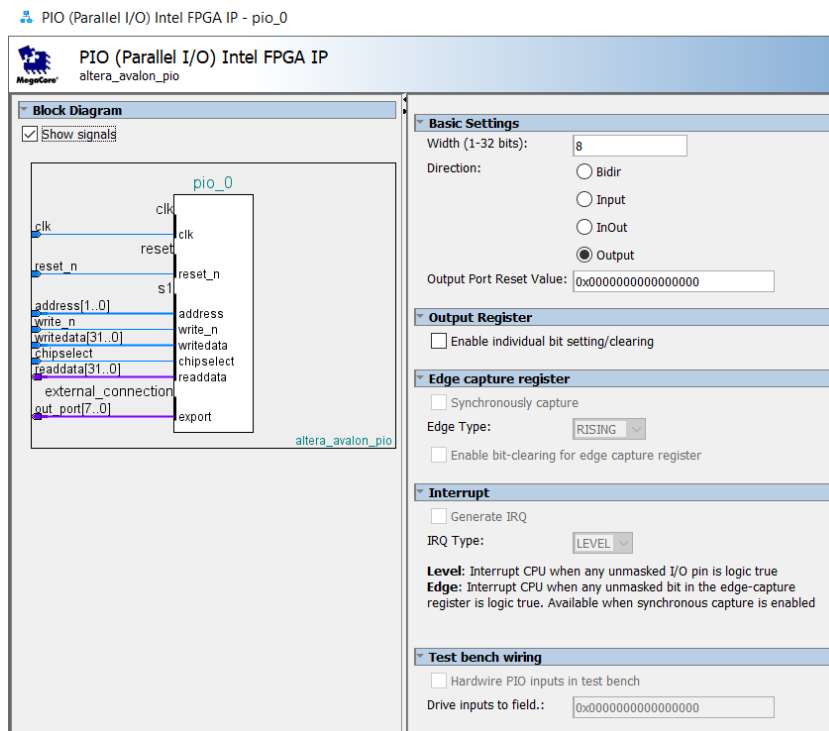 PIO (Parallel I/O) Intel FPGA IP - pio_0
PIO (Parallel I/O) Intel FPGA IP
altera_avalon_pio
MegaCore'
Block Diagram
Show signals
pio_0
clk
clk
clk
reset
reset_n
reset_n
s1
address[1..0]
address
write_n
write_n
writedata[31..0]
writedata
chipselect
chipselect
readdata[31..0]
readdata
external_connection
out_port[7..0]
export
altera_avalon_pio
Basic Settings
Width (1-32 bits): 8
Direction: Bidir
Input
InOut
Output
Output Port Reset Value: 0x0000000000000000
Output Register
Enable individual bit setting/clearing
Edge capture register
Synchronously capture
Edge Type: RISING
Enable bit-clearing for edge capture register
Interrupt
Generate IRQ
IRQ Type: LEVEL
Level: Interrupt CPU when any unmasked I/O pin is logic true
Edge: Interrupt CPU when any unmasked bit in the edge-capture
register is logic true. Available when synchronous capture is enabled
Test bench wiring
Hardwire PIO inputs in test bench
Drive inputs to field.: 0x0000000000000000